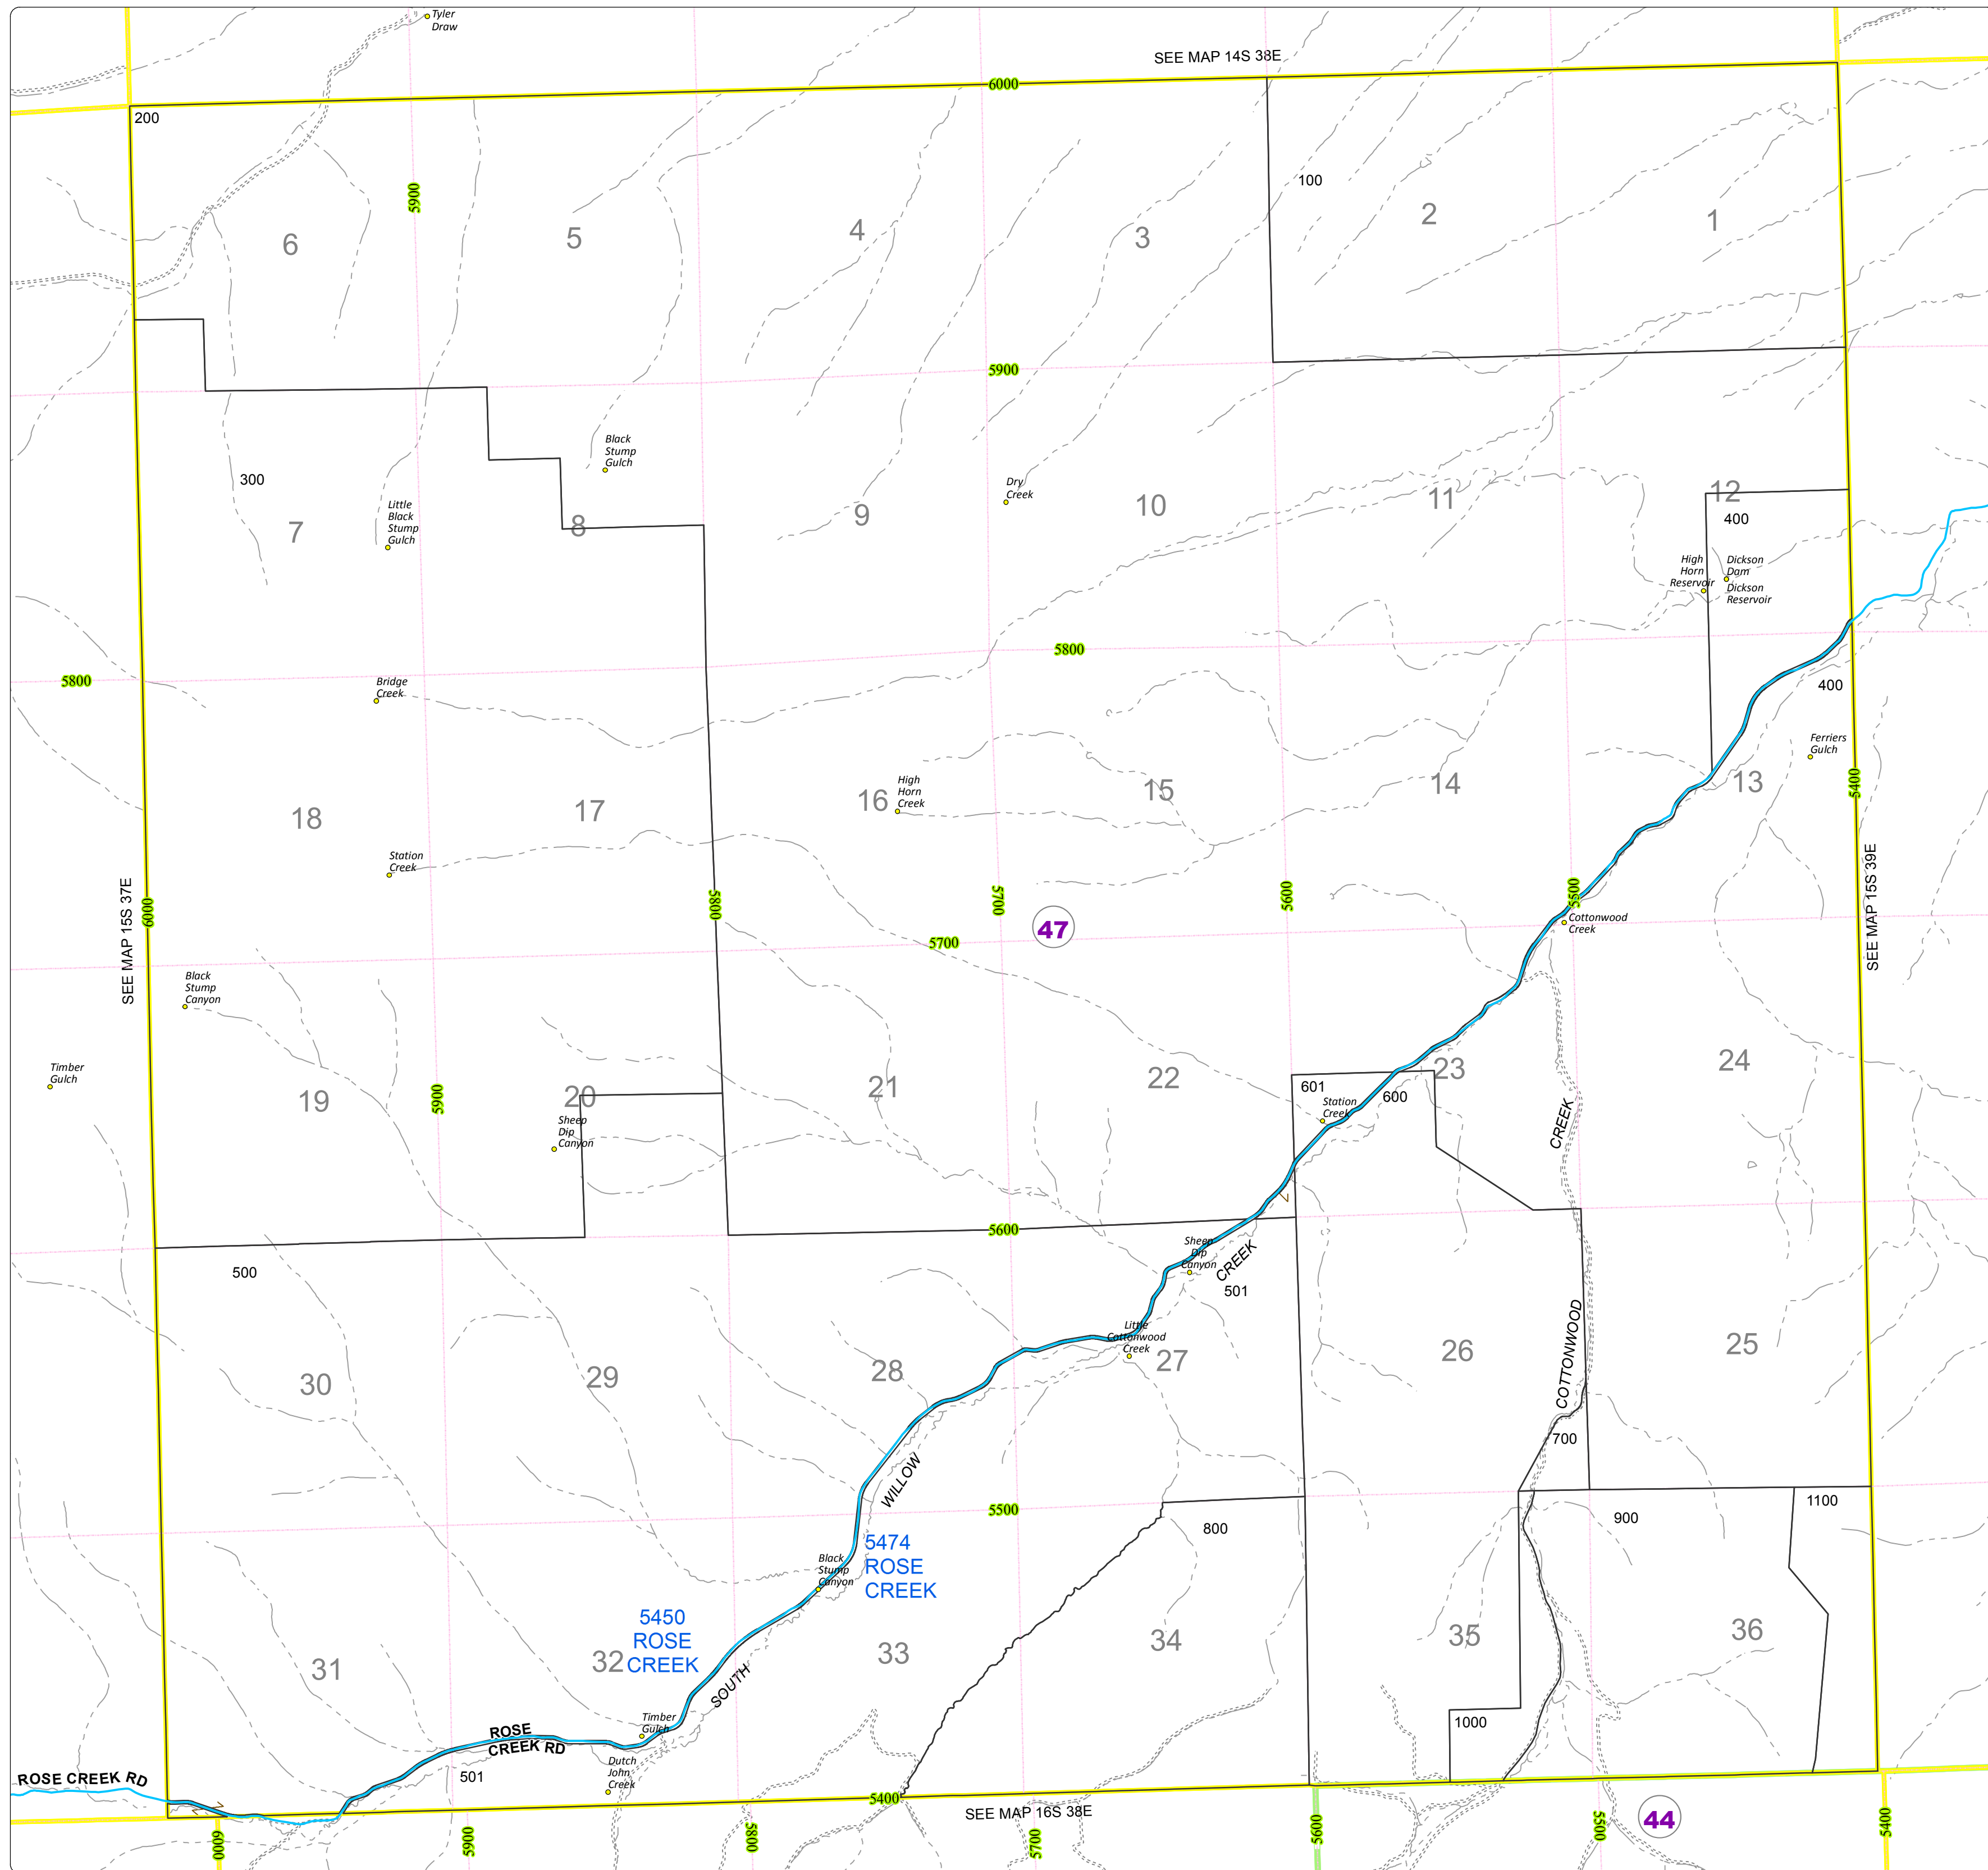 Tyler
Draw
SEE MAP 14S 38E
6000
200
5900
100
6
5
4
3
2
1
5900
Black
Stump
Gulch
300
Little
Black
Stump
Gulch
Dry
Creek
7
8
9
10
11
12
400
High
Horn
Reservoir
Dickson
Dam
Dickson
Reservoir
5800
5800
Bridge
Creek
400
Ferriers
Gulch
High
Horn
Creek
18
17
16
15
14
13
5400
Station
Creek
SEE MAP 15S 37E
6000
5800
5700
5700
47
5600
5500
Cottonwood
Creek
SEE MAP 15S 39E
Black
Stump
Canyon
Timber
Gulch
19
5900
20
21
22
23
24
601
600
Station
Creek
Sheep
Dip
Canyon
CREEK
5600
Sheep
Dip
Canyon
CREEK
500
501
Little
Cottonwood
Creek
COTTONWOOD
30
29
28
27
26
25
700
WILLOW
5500
800
900
1100
5474
ROSE
CREEK
Black
Stump
Canyon
5450
ROSE
CREEK
31
32
33
34
35
36
SOUTH
Timber
Gulch
ROSE
CREEK RD
1000
Dutch
John
Creek
ROSE CREEK RD
501
5400
SEE MAP 16S 38E
44
6000
5900
5800
5700
5600
5500
5400